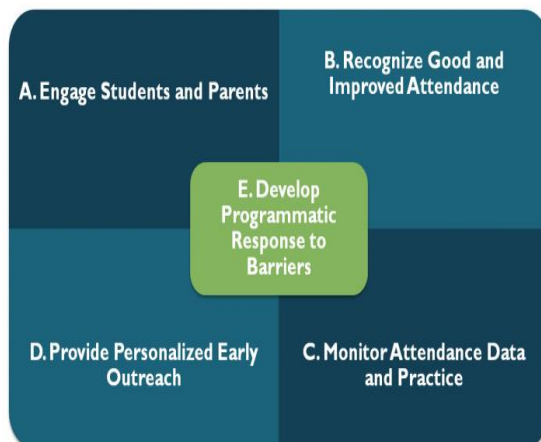 A. Engage Students and Parents
B. Recognize Good and
Improved Attendance
E. Develop
Programmatic
Response to
Barriers
D. Provide Personalized Early
Outreach
C. Monitor Attendance Data
and Practice